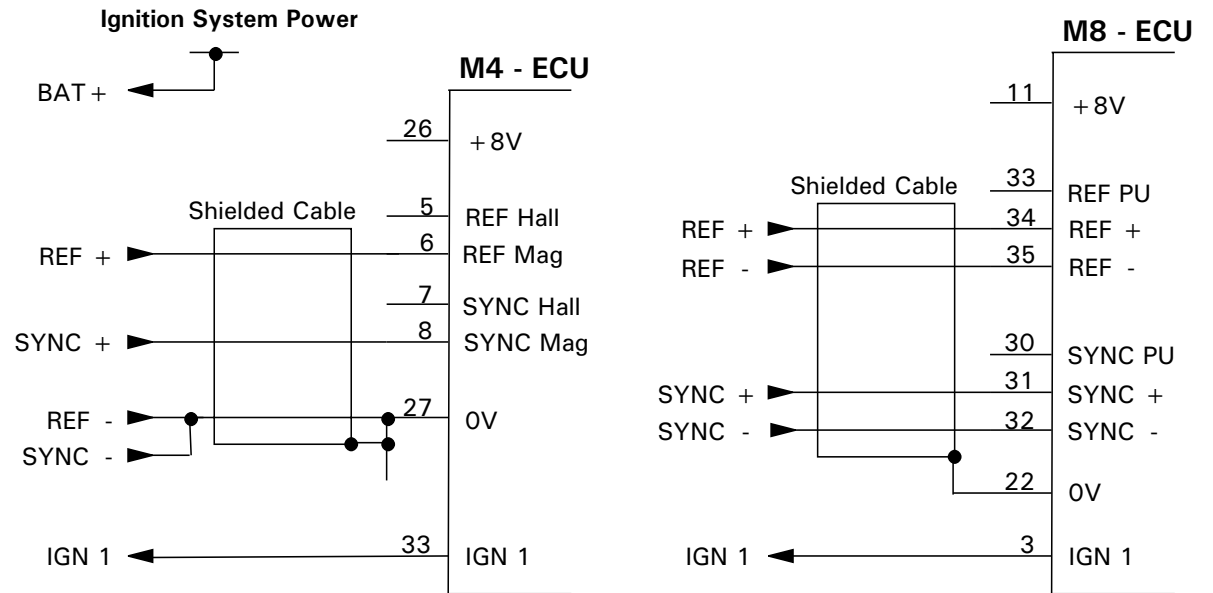 Ignition System Power
BAT+
M4 - ECU
26
+8V
Shielded Cable
5
REF Hall
REF +
6
REF Mag
7
SYNC Hall
SYNC +
8
SYNC Mag
REF -
27
0V
SYNC -
IGN 1
33
IGN 1
M8 - ECU
11
+8V
Shielded Cable
33
REF PU
REF +
34
REF +
REF -
35
REF -
30
SYNC PU
SYNC +
31
SYNC +
SYNC -
32
SYNC -
22
0V
IGN 1
3
IGN 1